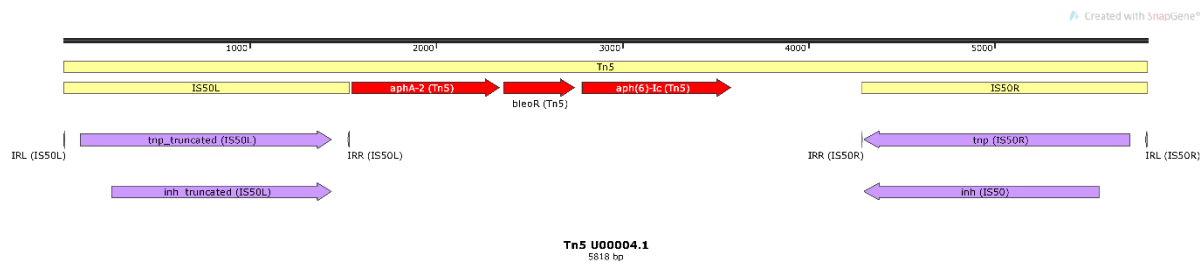 Created with SnapGene®
1000 2000 3000 4000 5000
Tn5
IS50L aphA-2 (Tn5) bleoR (Tn5) aph(6)-Ic (Tn5) IS50R
IRL (IS50L) tnp_truncated (IS50L) IRR (IS50L) IRR (IS50R) tnp (IS50R) IRL (IS50R)
inh_truncated (IS50L) inh (IS50)
Tn5 U00004.1
5818 bp